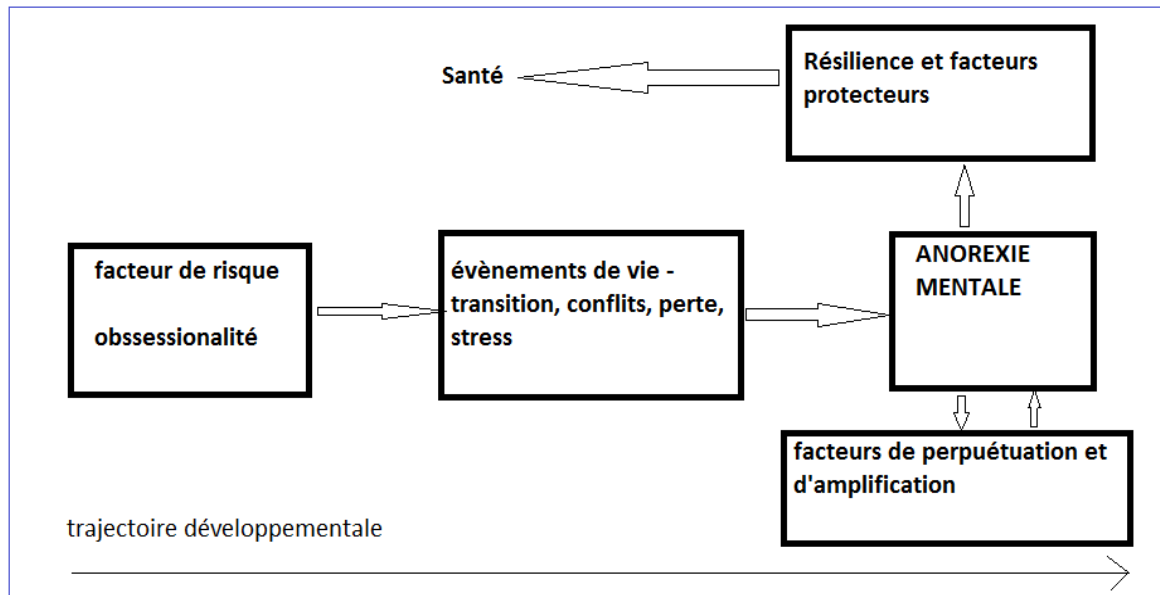 Santé
Résilience et facteurs
protecteurs
facteur de risque
obssessionalité
évènements de vie -
transition, conflits, perte,
stress
ANOREXIE
MENTALE
facteurs de perpuétuation et
d'amplification
trajectoire développementale